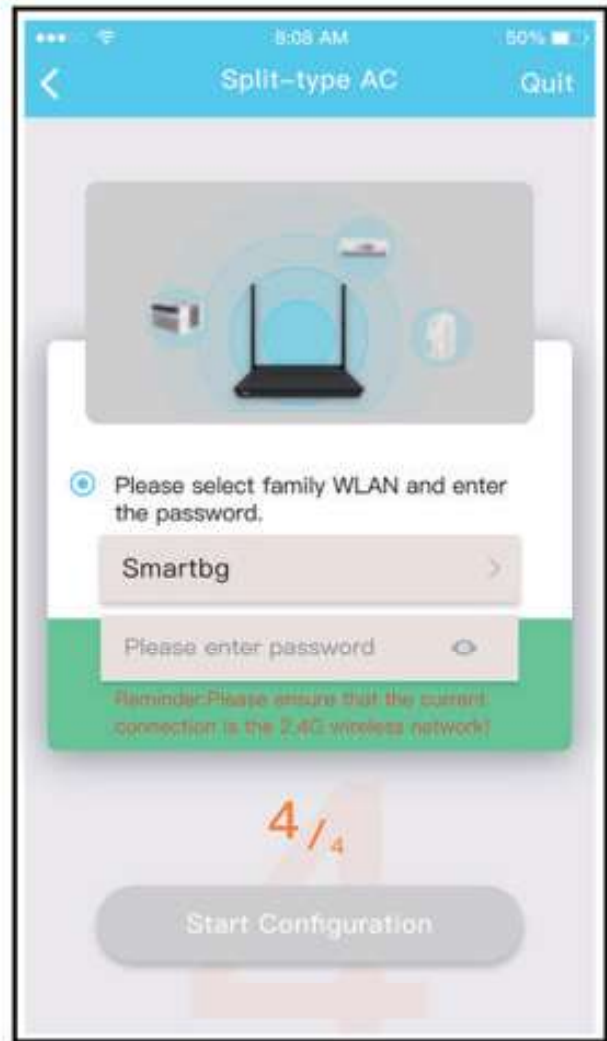 8:08 AM 50%
Split-type AC Quit
Please select family WLAN and enter
the password.
Smartbg
Please enter password
Reminder:Please ensure that the current
connection is the 2.4G wireless network!
4/4
4
Start Configuration